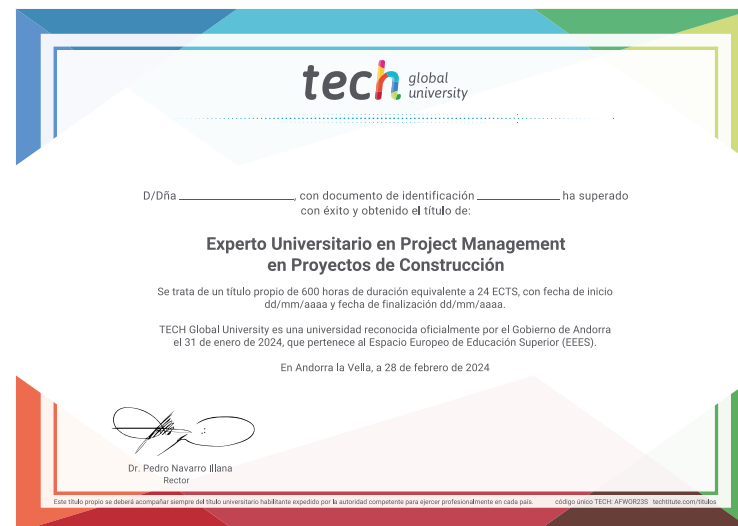 tech global university
D/Dña ____________, con documento de identificación ____________ ha superado
con éxito y obtenido el título de:
Experto Universitario en Project Management
en Proyectos de Construcción
Se trata de un título propio de 600 horas de duración equivalente a 24 ECTS, con fecha de inicio
dd/mm/aaaa y fecha de finalización dd/mm/aaaa.
TECH Global University es una universidad reconocida oficialmente por el Gobierno de Andorra
el 31 de enero de 2024, que pertenece al Espacio Europeo de Educación Superior (EEES).
En Andorra la Vella, a 28 de febrero de 2024
Dr. Pedro Navarro Illana
Rector
Este título propio se deberá acompañar siempre del título universitario habilitante expedido por la autoridad competente para ejercer profesionalmente en cada país. código único TECH: AFWOR23S techtitute.com/titulos